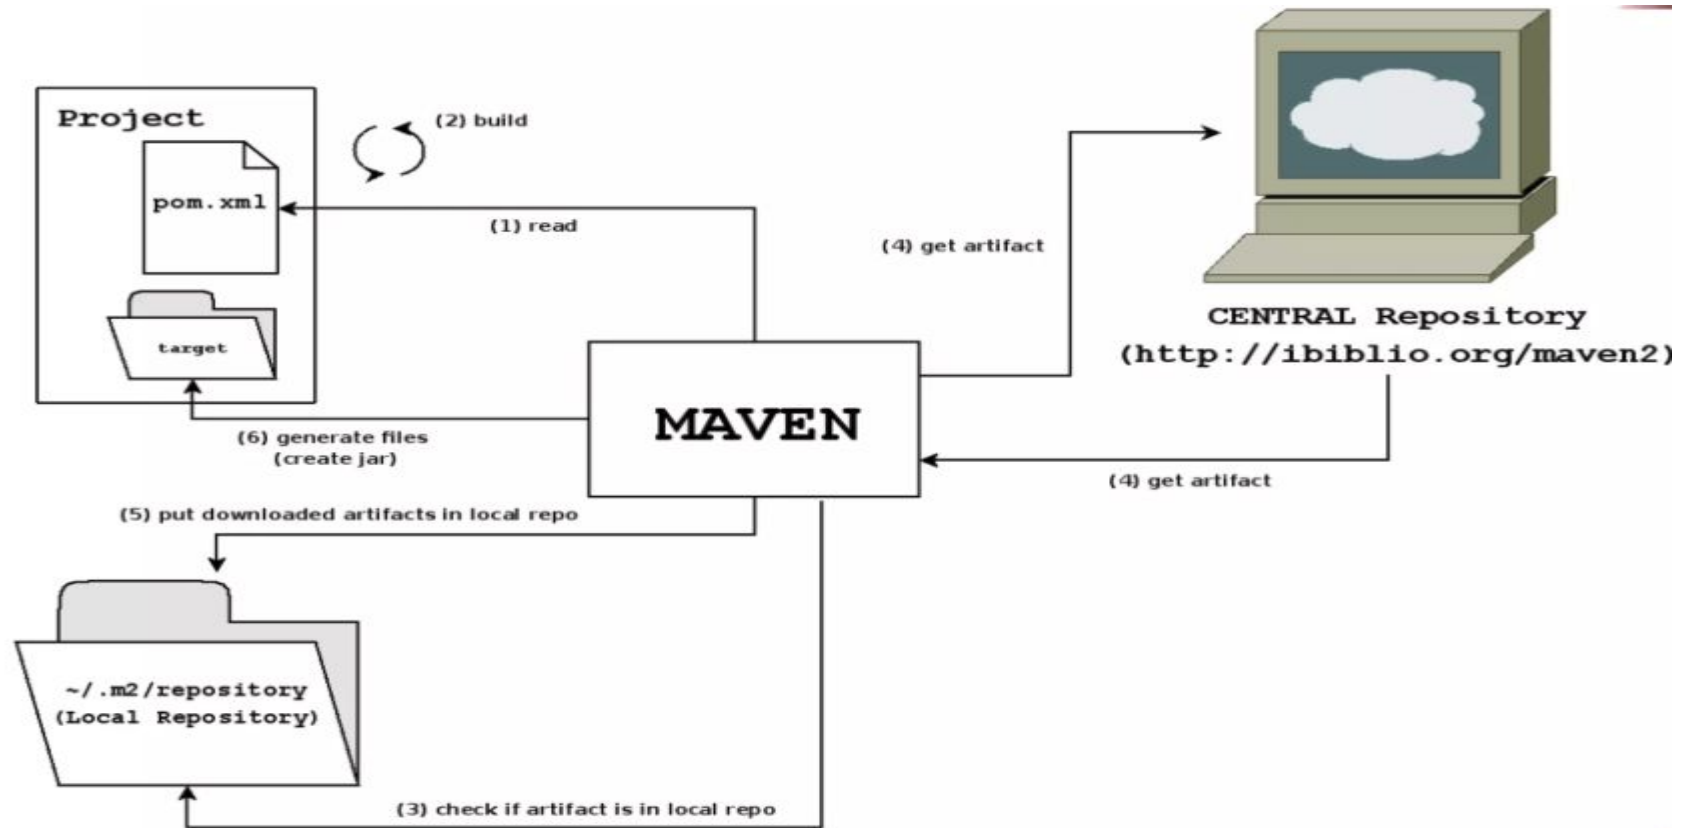 Project
(2) build
pom.xml
(1) read
(4) get artifact
CENTRAL Repository
(http://ibiblio.org/maven2)
target
MAVEN
(6) generate files
(create jar)
(4) get artifact
(5) put downloaded artifacts in local repo
~/.m2/repository
(Local Repository)
(3) check if artifact is in local repo